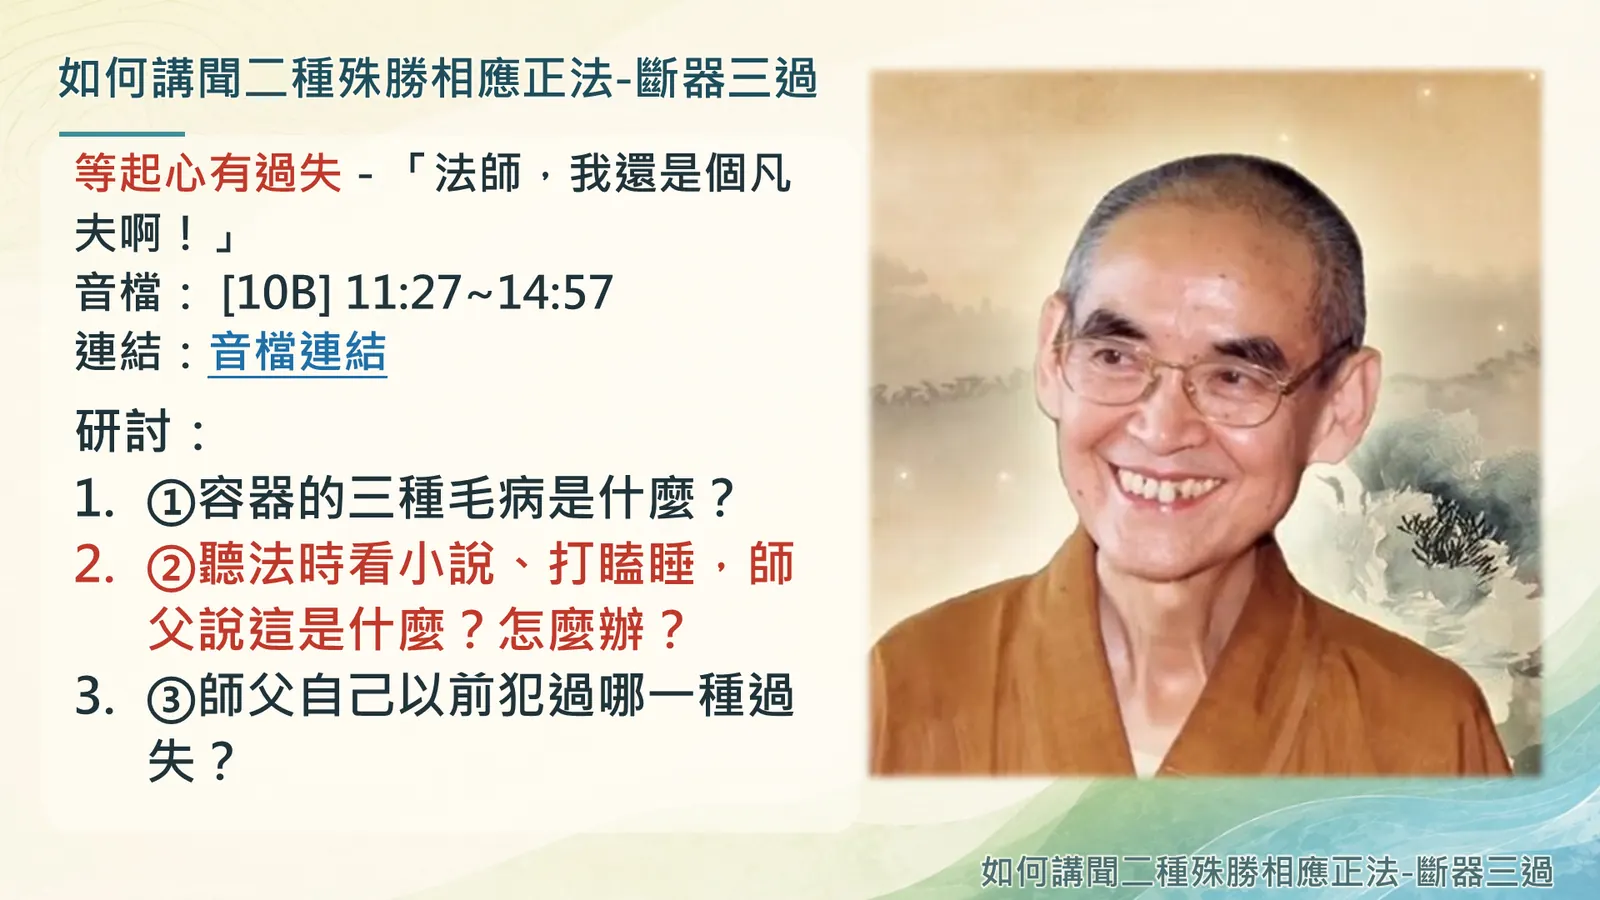 如何講聞二種殊勝相應正法-斷器三過
等起心有過失 - 「法師，我還是個凡
夫啊！」
音檔： [10B] 11:27~14:57
連結：音檔連結
研討：
1. ①容器的三種毛病是什麼？
2. ②聽法時看小說、打瞌睡，師
父說這是什麼？怎麼辦？
3. ③師父自己以前犯過哪一種過
失？
如何講聞二種殊勝相應正法-斷器三過